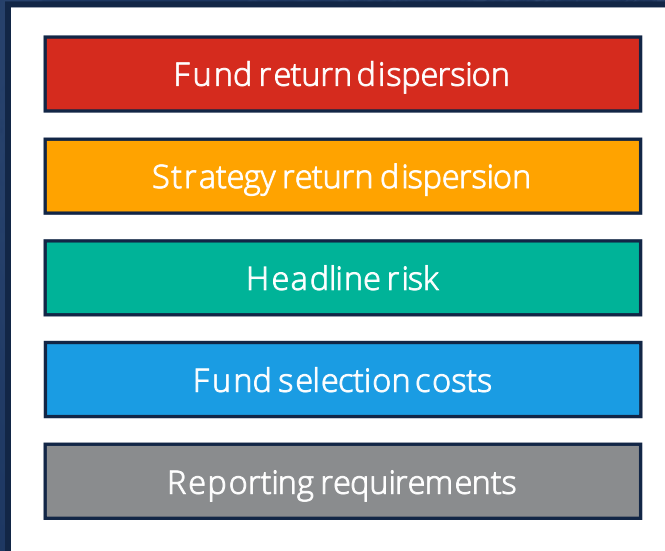 Fund return dispersion
Strategy return dispersion
Headline risk
Fund selection costs
Reporting requirements